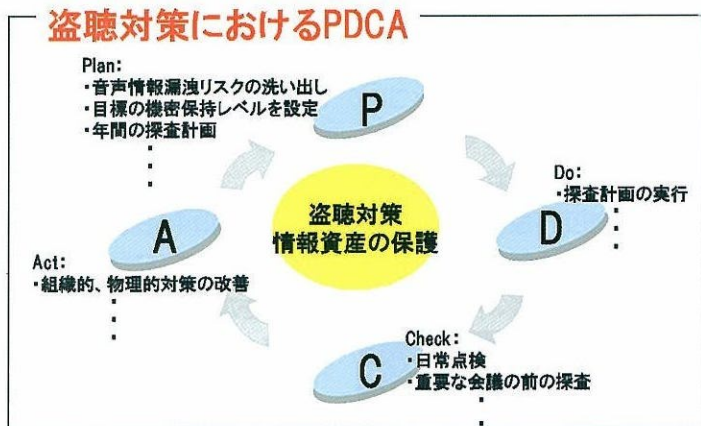 盗聴対策におけるPDCA
Plan:
・音声情報漏洩リスクの洗い出し
・目標の機密保持レベルを設定
・年間の探査計画
P
Do:
・探査計画の実行
D
盗聴対策
情報資産の保護
A
Act:
・組織的、物理的対策の改善
Check:
・日常点検
・重要な会議の前の探査
C